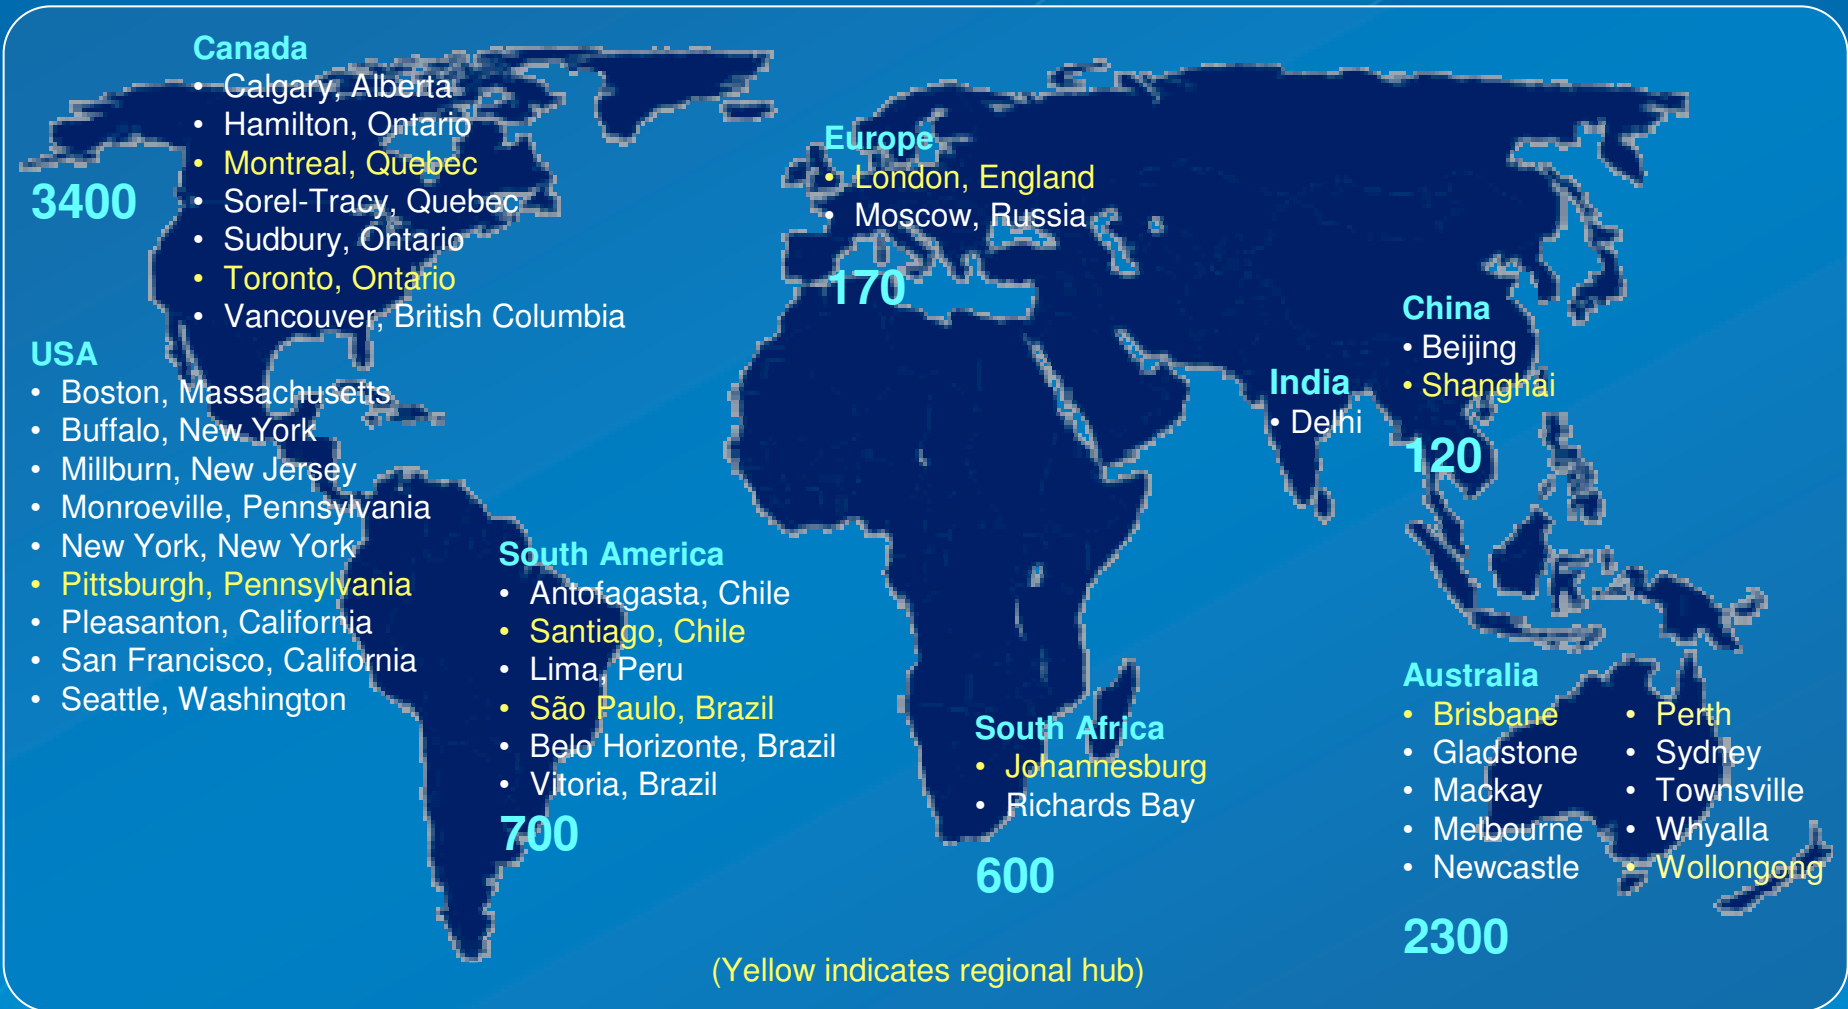 Canada
• Calgary, Alberta
• Hamilton, Ontario
• Montreal, Quebec
• Sorel-Tracy, Quebec
• Sudbury, Ontario
• Toronto, Ontario
• Vancouver, British Columbia
3400
USA
• Boston, Massachusetts
• Buffalo, New York
• Millburn, New Jersey
• Monroeville, Pennsylvania
• New York, New York
• Pittsburgh, Pennsylvania
• Pleasanton, California
• San Francisco, California
• Seattle, Washington
South America
• Antofagasta, Chile
• Santiago, Chile
• Lima, Peru
• São Paulo, Brazil
• Belo Horizonte, Brazil
• Vitoria, Brazil
700
Europe
• London, England
• Moscow, Russia
170
South Africa
• Johannesburg
• Richards Bay
600
India
• Delhi
China
• Beijing
• Shanghai
120
Australia
• Brisbane
• Gladstone
• Mackay
• Melbourne
• Newcastle
• Perth
• Sydney
• Townsville
• Whyalla
• Wollongong
2300
(Yellow indicates regional hub)